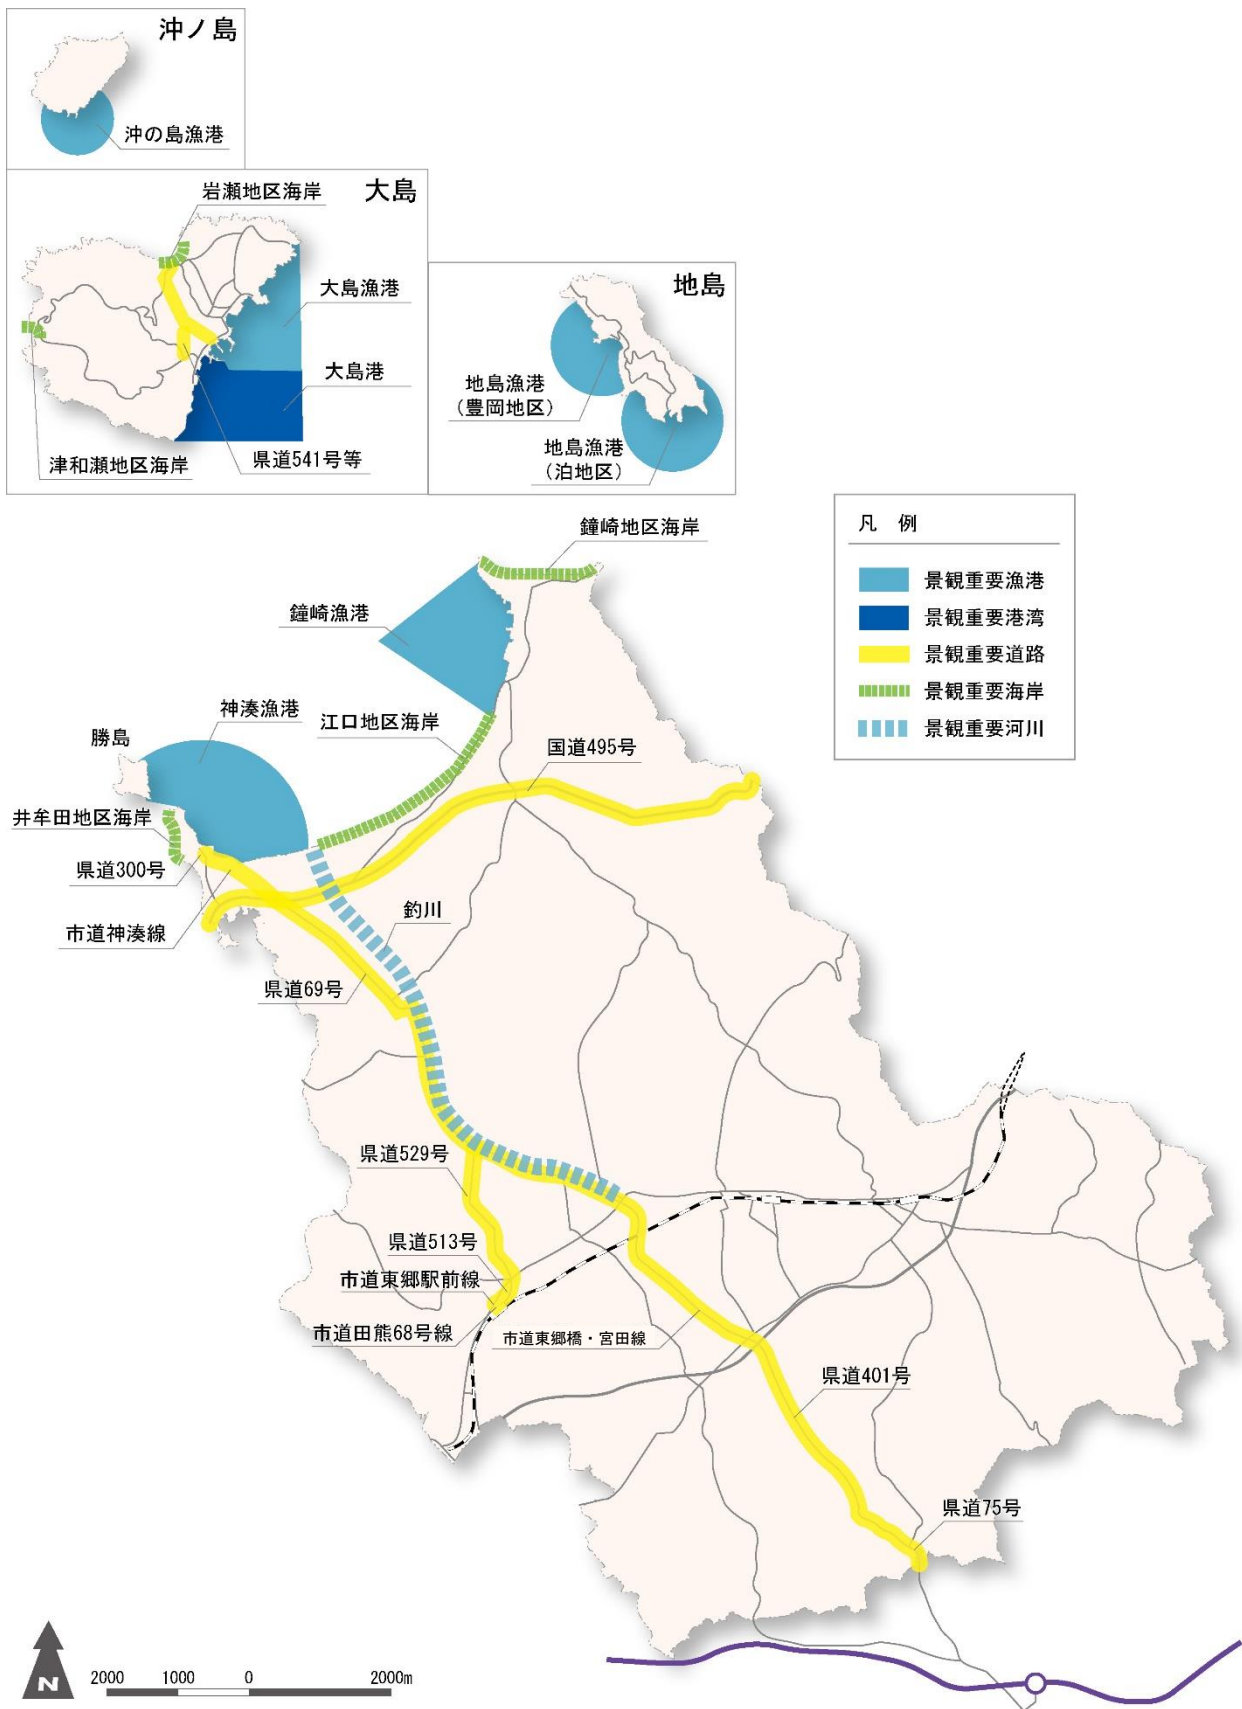 沖ノ島
沖の島漁港
大島
岩瀬地区海岸
大島漁港
大島港
津和瀬地区海岸
県道541号等
地島
地島漁港
(豊岡地区)
地島漁港
(泊地区)
凡　例
景観重要漁港
景観重要港湾
景観重要道路
景観重要海岸
景観重要河川
鐘崎地区海岸
鐘崎漁港
神湊漁港
江口地区海岸
勝島
国道495号
井牟田地区海岸
県道300号
市道神湊線
釣川
県道69号
県道529号
県道513号
市道東郷駅前線
市道田熊68号線
市道東郷橋・宮田線
県道401号
県道75号
N
2000 1000 0 2000m